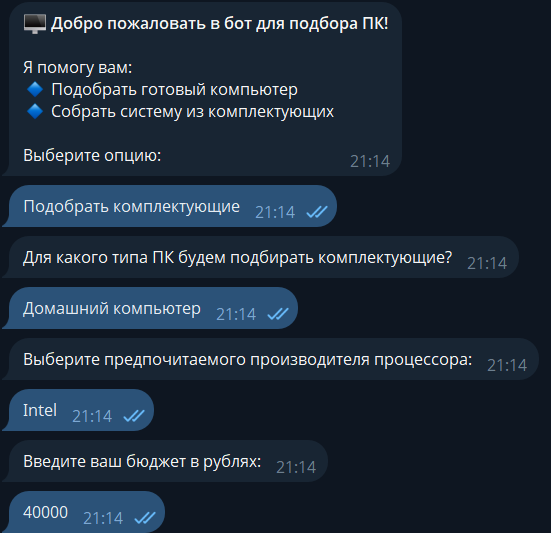 🖥️ Добро пожаловать в бот для подбора ПК!
Я помогу вам:
🔹 Подобрать готовый компьютер
🔹 Собрать систему из комплектующих
Выберите опцию: 21:14
Подобрать комплектующие 21:14
Для какого типа ПК будем подбирать комплектующие? 21:14
Домашний компьютер 21:14
Выберите предпочитаемого производителя процессора: 21:14
Intel 21:14
Введите ваш бюджет в рублях: 21:14
40000 21:14